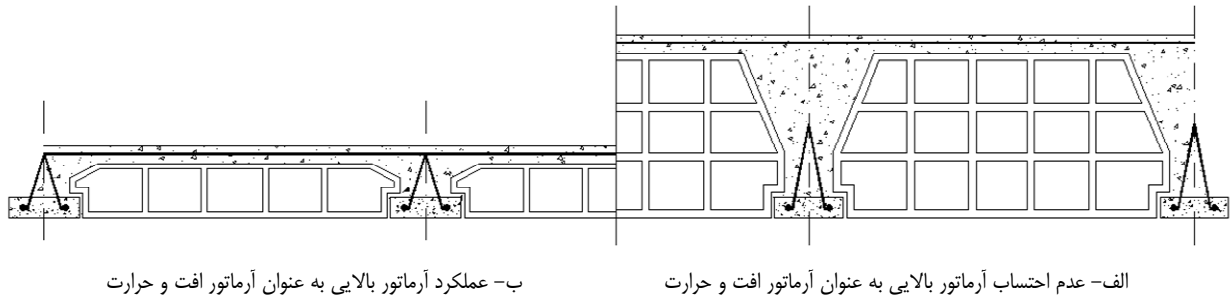 الف- عدم احتساب آرماتور بالایی به عنوان آرماتور افت و حرارت
ب- عملکرد آرماتور بالایی به عنوان آرماتور افت و حرارت